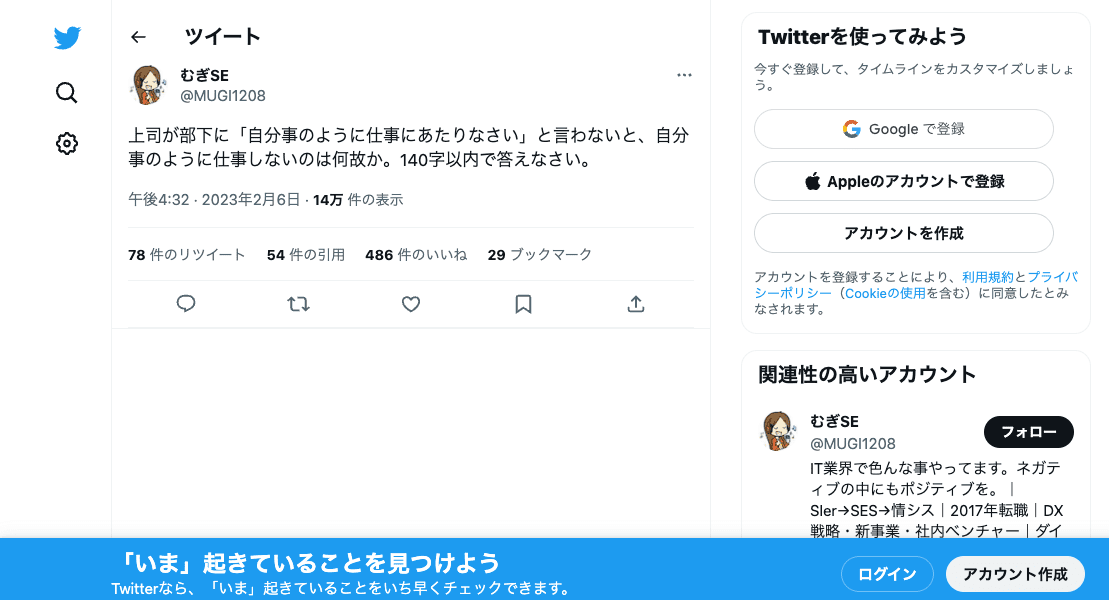 ツイート
むぎSE
@MUGI1208
上司が部下に「自分事のように仕事にあたりなさい」と言わないと、自分
事のように仕事しないのは何故か。140字以内で答えなさい。
午後4:32 · 2023年2月6日 · 14万 件の表示
78 件のリツイート 54 件の引用 486 件のいいね 29 ブックマーク
Twitterを使ってみよう
今すぐ登録して、タイムラインをカスタマイズしましょ
う。
Google で登録
Appleのアカウントで登録
アカウントを作成
アカウントを登録することにより、利用規約とプライバ
シーポリシー（Cookieの使用を含む）に同意したとみ
なされます。
関連性の高いアカウント
むぎSE
@MUGI1208
フォロー
IT業界で色んな事やってます。ネガテ
ィブの中にもポジティブを。｜
SIer→SES→情シス｜2017年転職｜DX
戦略・新事業・社内ベンチャー｜ダイ
「いま」起きていることを見つけよう
Twitterなら、「いま」起きていることをいち早くチェックできます。
ログイン
アカウント作成